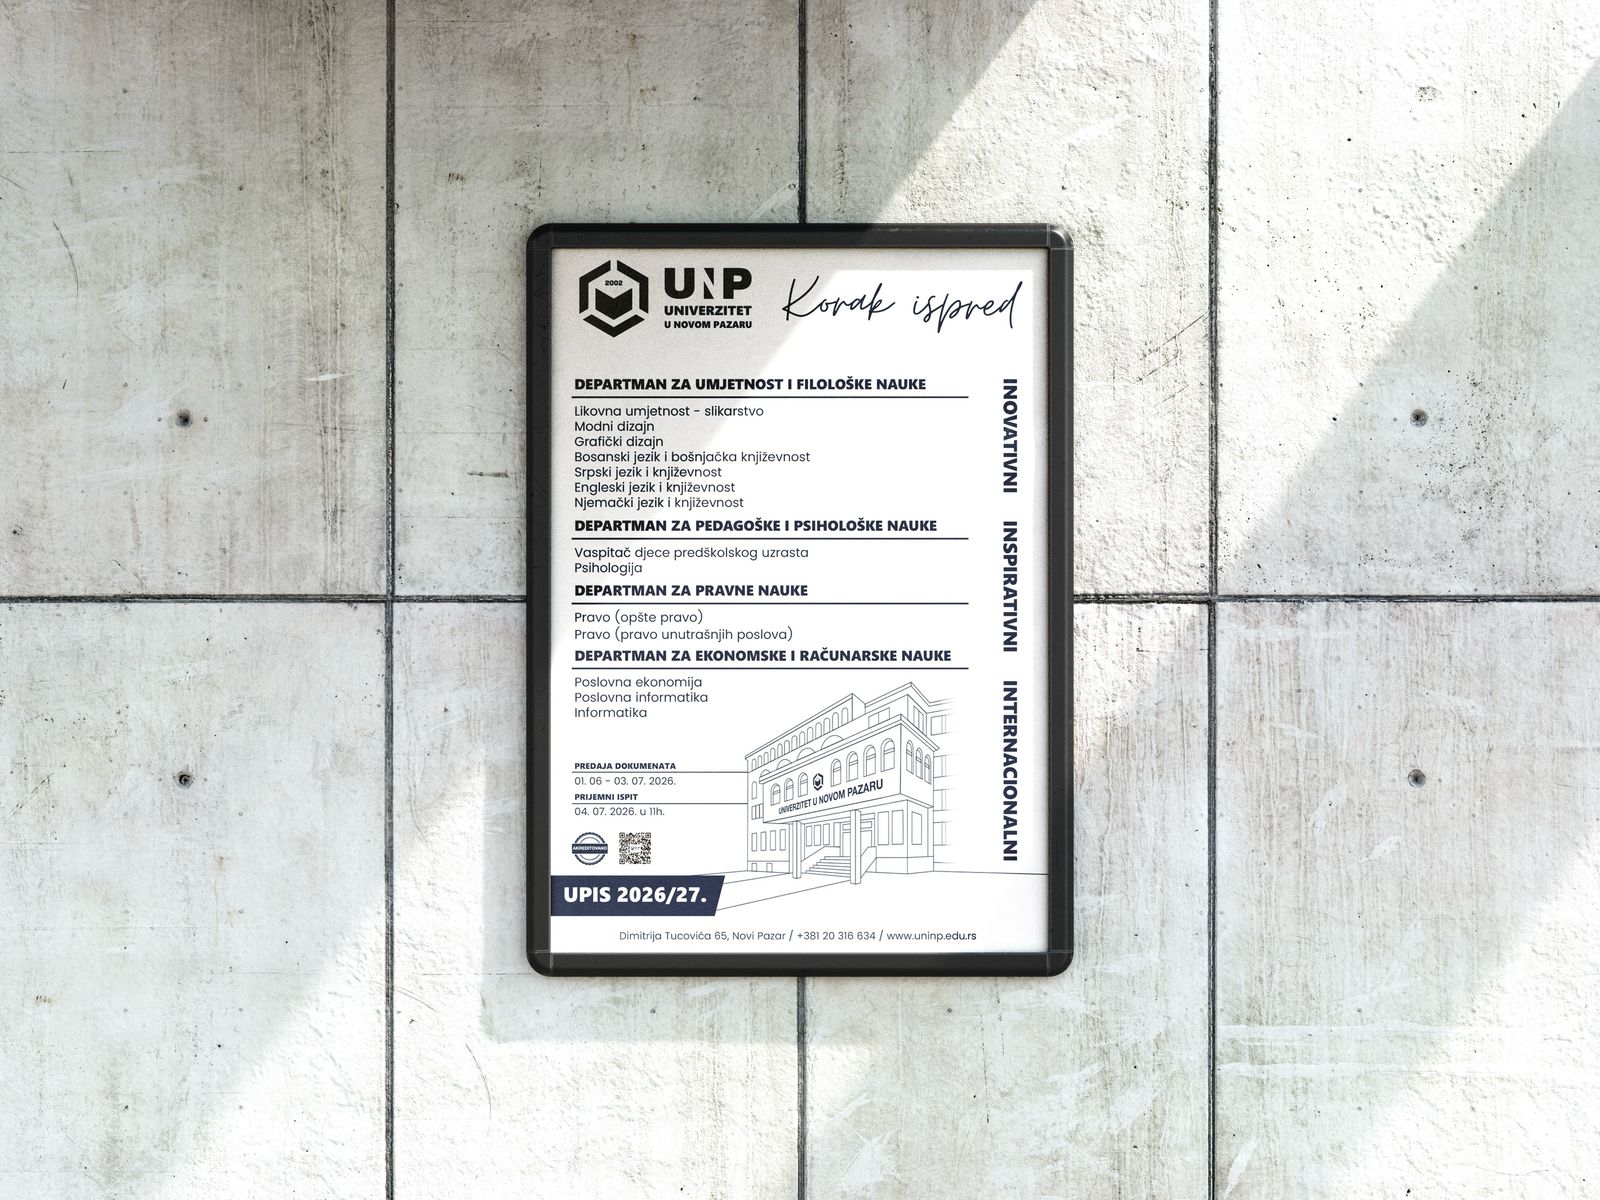 2002
UNP
UNIVERZITET
U NOVOM PAZARU
Korak ispred
DEPARTMAN ZA UMJETNOST I FILOLOŠKE NAUKE
Likovna umjetnost - slikarstvo
Modni dizajn
Grafički dizajn
Bosanski jezik i bošnjačka književnost
Srpski jezik i književnost
Engleski jezik i književnost
Njemački jezik i književnost
DEPARTMAN ZA PEDAGOŠKE I PSIHOLOŠKE NAUKE
Vaspitač djece predškolskog uzrasta
Psihologija
DEPARTMAN ZA PRAVNE NAUKE
Pravo (opšte pravo)
Pravo (pravo unutrašnjih poslova)
DEPARTMAN ZA EKONOMSKE I RAČUNARSKE NAUKE
Poslovna ekonomija
Poslovna informatika
Informatika
INOVATIVNI INSPIRATIVNI INTERNACIONALNI
UNIVERZITET U NOVOM PAZARU
PREDAJA DOKUMENATA
01. 06 - 03. 07. 2026.
PRIJEMNI ISPIT
04. 07. 2026. u 11h.
AKREDITOVANO
UPIS 2026/27.
Dimitrija Tucovića 65, Novi Pazar / +381 20 316 634 / www.uninp.edu.rs